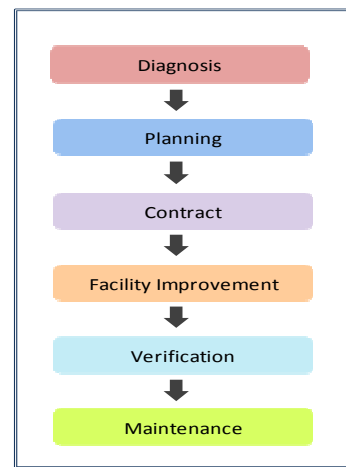 Diagnosis
Planning
Contract
Facility Improvement
Verification
Maintenance